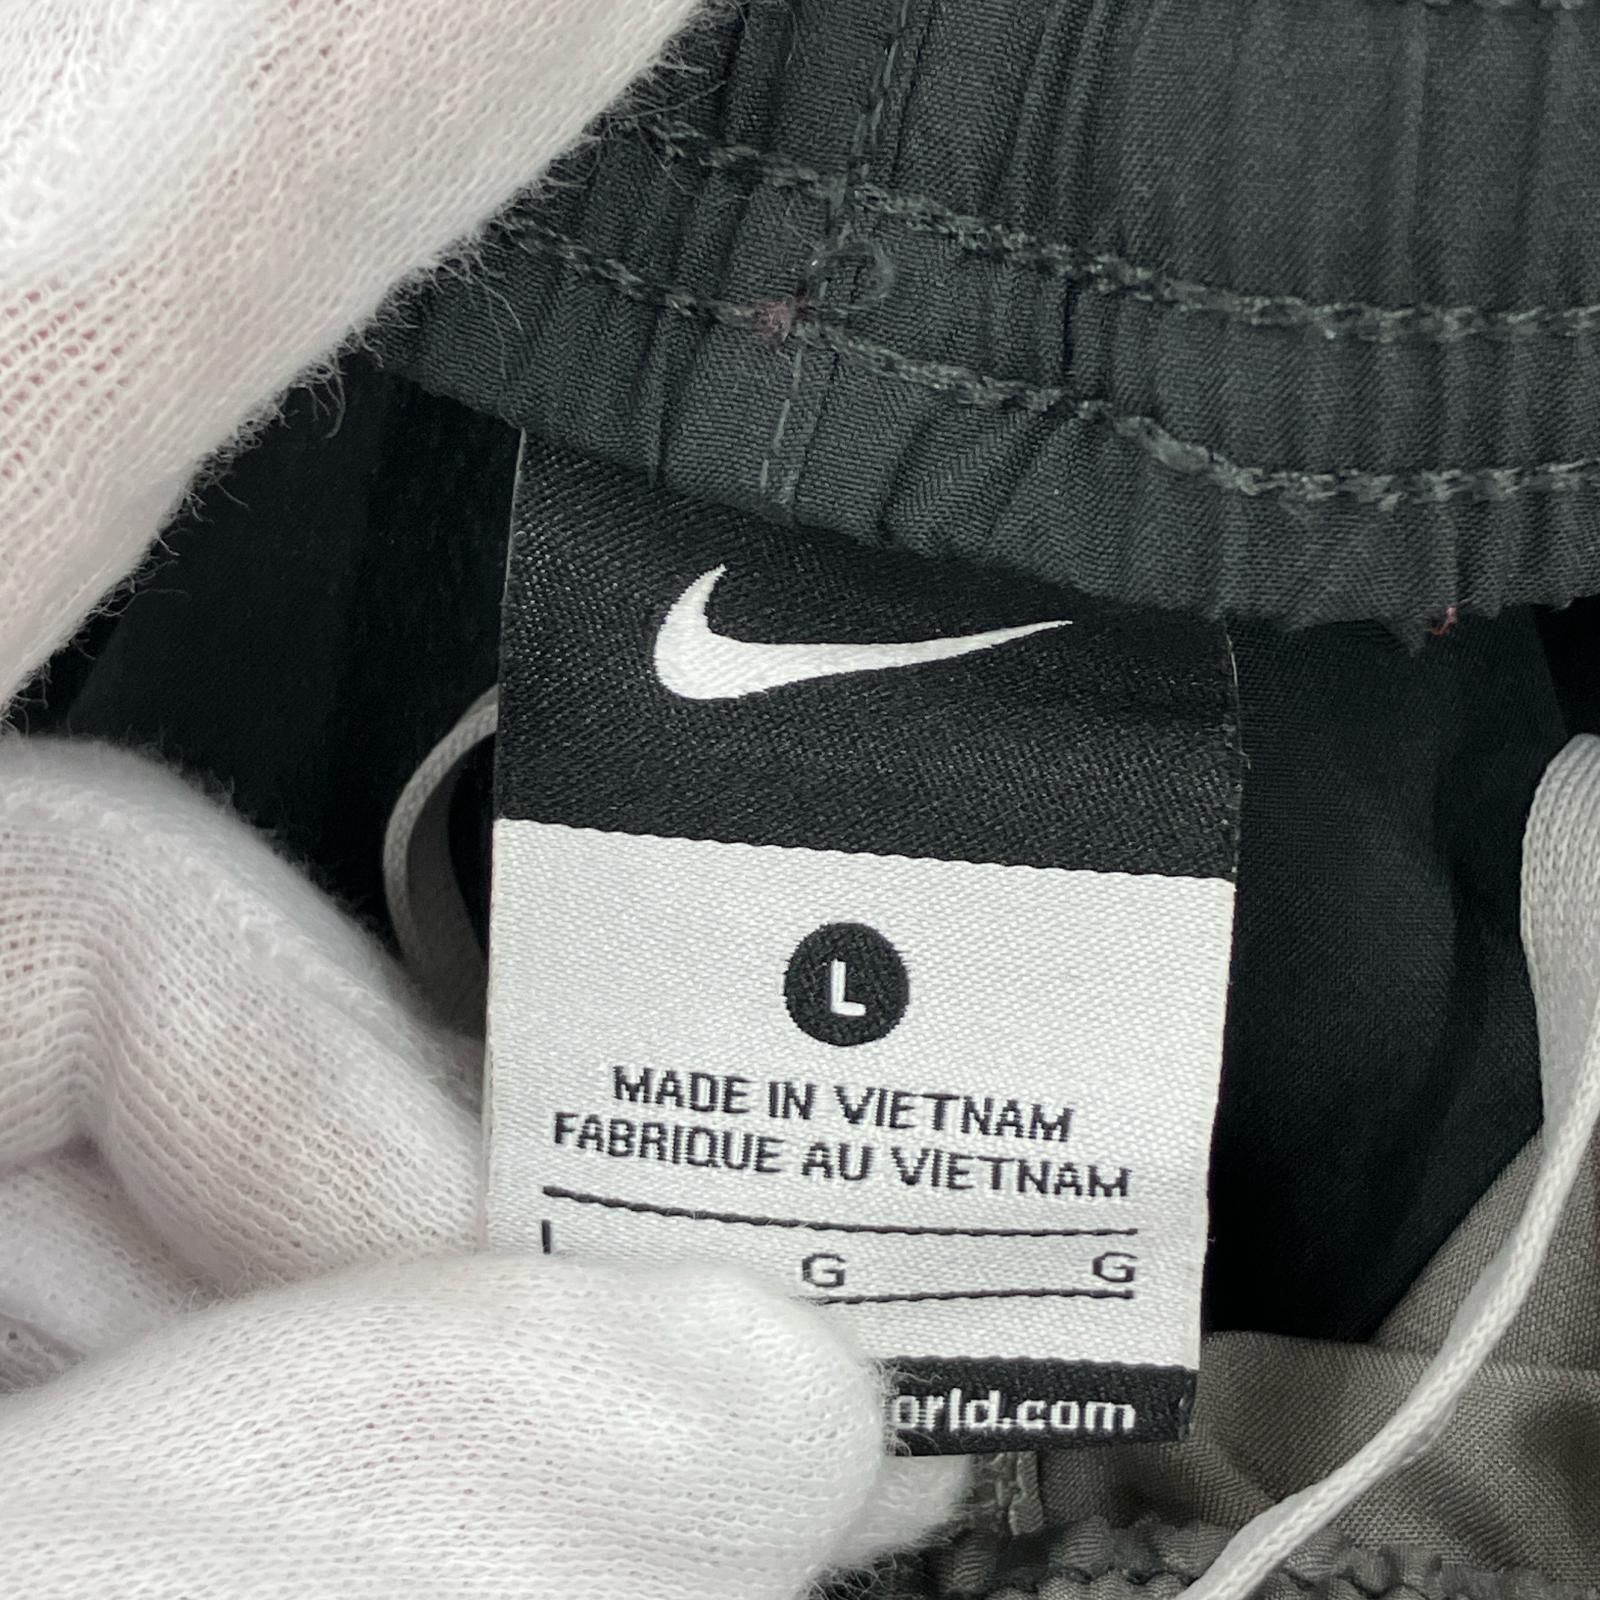 L
MADE IN VIETNAM
FABRIQUE AU VIETNAM
G G
orld.com